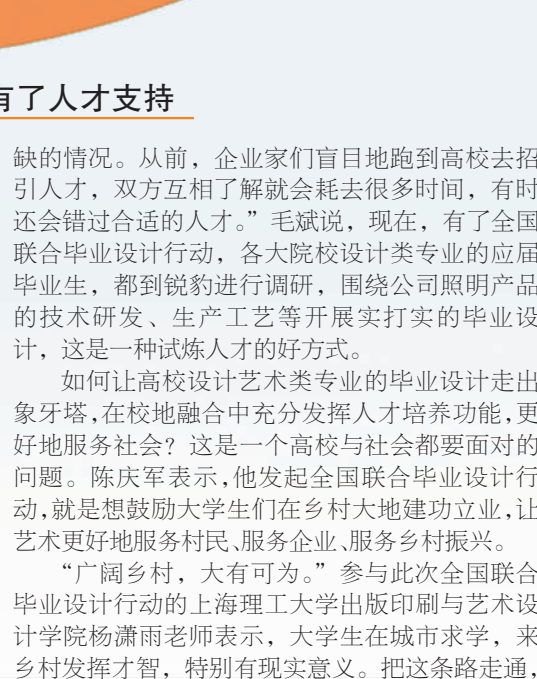 有了人才支持
缺的情况。从前，企业家们盲目地跑到高校去招
引人才，双方互相了解就会耗去很多时间，有时
还会错过合适的人才。”毛斌说，现在，有了全国
联合毕业设计行动，各大院校设计类专业的应届
毕业生，都到锐豹进行调研，围绕公司照明产品
的技术研发、生产工艺等开展实打实的毕业设
计，这是一种试炼人才的好方式。
如何让高校设计艺术类专业的毕业设计走出
象牙塔，在校地融合中充分发挥人才培养功能，更
好地服务社会？这是一个高校与社会都要面对的
问题。陈庆军表示，他发起全国联合毕业设计行
动，就是想鼓励大学生们在乡村大地建功立业，让
艺术更好地服务村民、服务企业、服务乡村振兴。
“广阔乡村，大有可为。”参与此次全国联合
毕业设计行动的上海理工大学出版印刷与艺术设
计学院杨潇雨老师表示，大学生在城市求学，来
乡村发挥才智，特别有现实意义。把这条路走通，